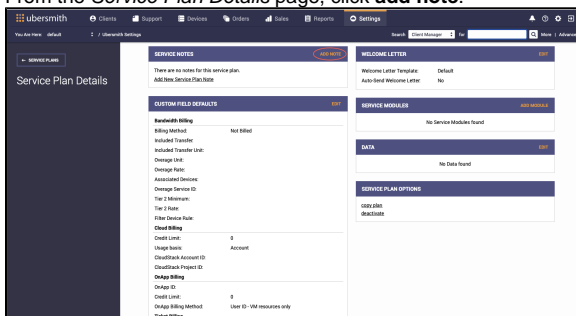 From the Service Plan Details page, click add note.
ubersmith Clients Support Devices Orders Sales Reports Settings
You Are Here: default / Ubersmith Settings Search Client Manager for More | Advance
← SERVICE PLANS
Service Plan Details
SERVICE NOTES ADD NOTE
There are no notes for this service plan.
Add New Service Plan Note
CUSTOM FIELD DEFAULTS EDIT
Bandwidth Billing
Billing Method: Not Billed
Included Transfer
Included Transfer Unit:
Overage Unit:
Overage Rate:
Associated Devices:
Overage Service ID:
Tier 2 Minimum:
Tier 2 Rate:
Filter Device Rule:
Cloud Billing
Credit Limit: 0
Usage basis: Account
CloudStack Account ID:
CloudStack Project ID:
OnApp Billing
OnApp ID:
Credit Limit: 0
OnApp Billing Method: User ID - VM resources only
Ticket Billing
WELCOME LETTER EDIT
Welcome Letter Template: Default
Auto-Send Welcome Letter: No
SERVICE MODULES ADD MODULE
No Service Modules found
DATA EDIT
No Data found
SERVICE PLAN OPTIONS
copy plan
deactivate